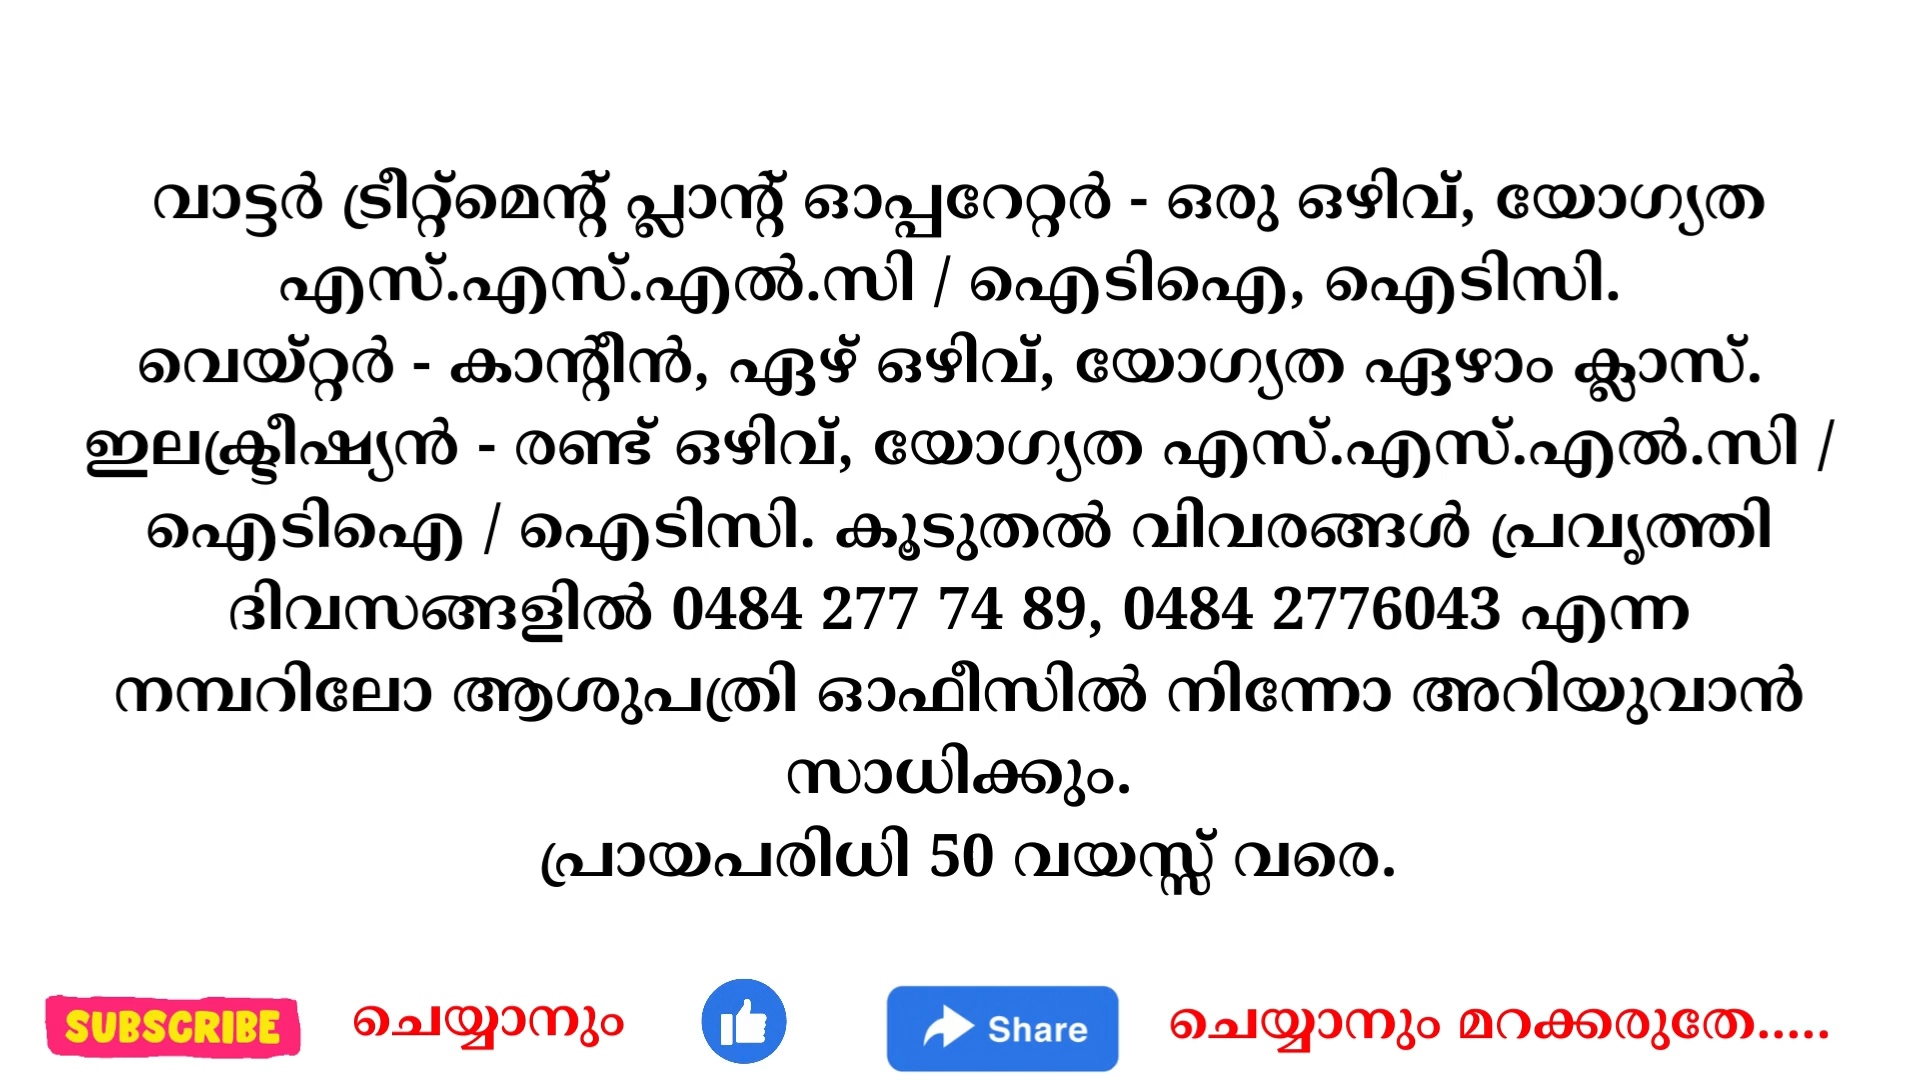 വാട്ടർ ട്രീറ്റ്മെന്റ് പ്ലാന്റ് ഓപ്പറേറ്റർ - ഒരു ഒഴിവ്, യോഗ്യത
എസ്.എസ്.എൽ.സി / ഐടിഐ, ഐടിസി.
വെയ്റ്റർ - കാന്റീൻ, ഏഴ് ഒഴിവ്, യോഗ്യത ഏഴാം ക്ലാസ്.
ഇലക്ട്രീഷ്യൻ - രണ്ട് ഒഴിവ്, യോഗ്യത എസ്.എസ്.എൽ.സി /
ഐടിഐ / ഐടിസി. കൂടുതൽ വിവരങ്ങൾ പ്രവൃത്തി
ദിവസങ്ങളിൽ 0484 277 74 89, 0484 2776043 എന്ന
നമ്പറിലോ ആശുപത്രി ഓഫീസിൽ നിന്നോ അറിയുവാൻ
സാധിക്കും.
പ്രായപരിധി 50 വയസ്സ് വരെ.
SUBSCRIBE ചെയ്യാനും Share ചെയ്യാനും മറക്കരുതേ.....